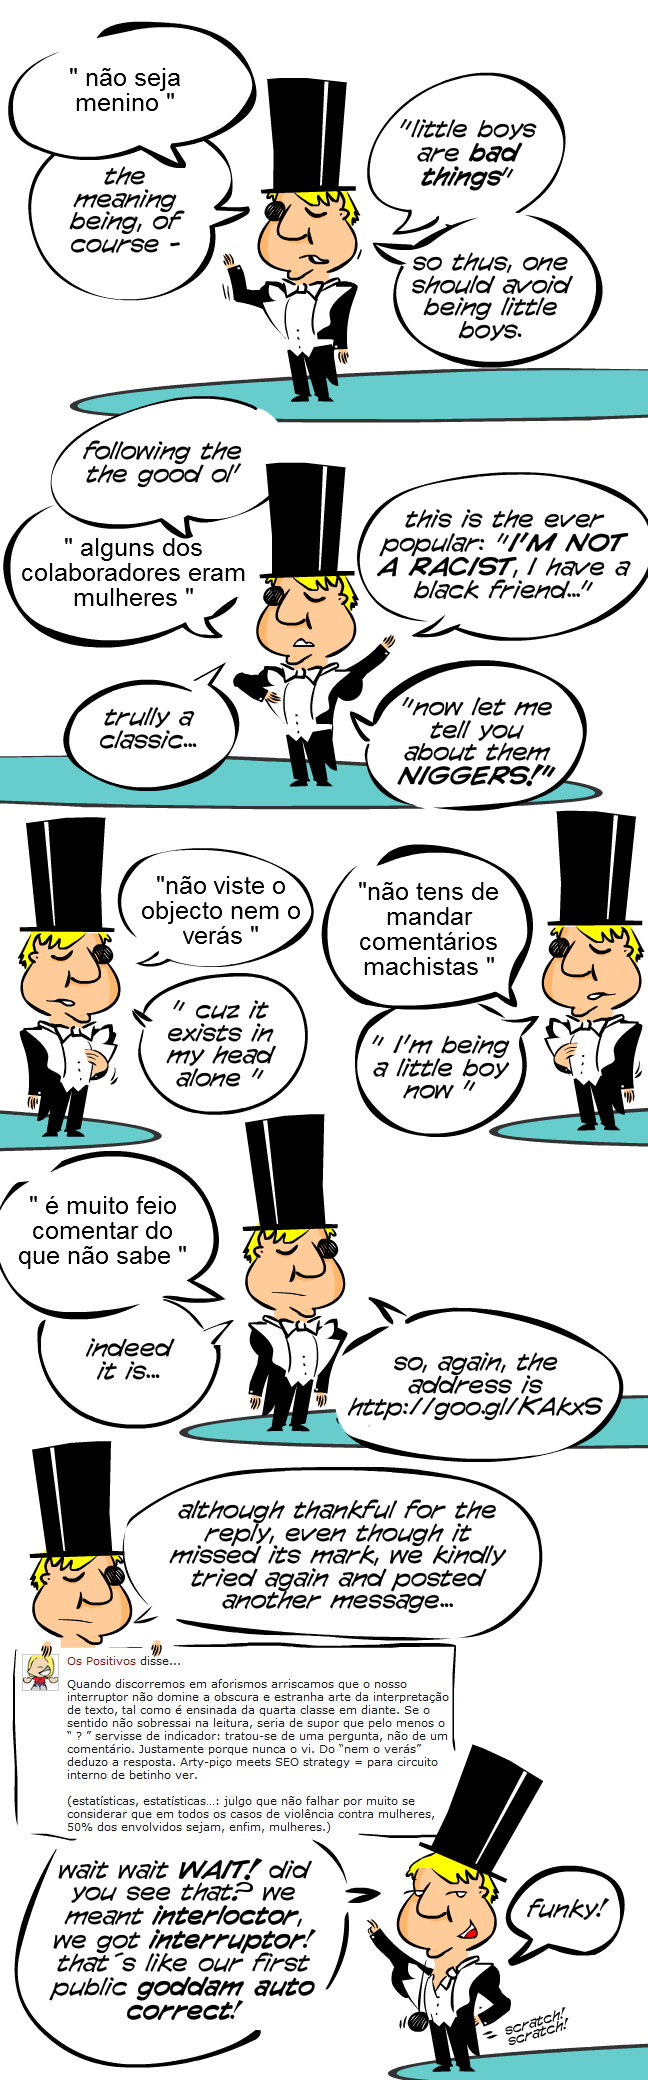 " não seja
menino "
the
meaning
being, of
course -
"little boys
are bad
things"
so thus, one
should avoid
being little
boys.
following the
the good ol'
" alguns dos
colaboradores eram
mulheres "
this is the ever
popular: "I'M NOT
A RACIST, I have a
black friend..."
trully a
classic...
"now let me
tell you
about them
NIGGERS!"
"não viste o
objecto nem o
verás "
" cuz it
exists in
my head
alone "
"não tens de
mandar
comentários
machistas "
" I'm being
a little boy
now "
" é muito feio
comentar do
que não sabe "
indeed
it is...
so, again, the
address is
http://goo.gl/KAkxS
although thankful for the
reply, even though it
missed its mark, we kindly
tried again and posted
another message...
Os Positivos disse...
Quando discorremos em aforismos arriscamos que o nosso
interruptor não domine a obscura e estranha arte da interpretação
de texto, tal como é ensinada da quarta classe em diante. Se o
sentido não sobressai na leitura, seria de supor que pelo menos o
" ? " servisse de indicador: tratou-se de uma pergunta, não de um
comentário. Justamente porque nunca o vi. Do "nem o verás"
deduzo a resposta. Arty-piço meets SEO strategy = para circuito
interno de betinho ver.
(estatísticas, estatísticas...: julgo que não falhar por muito se
considerar que em todos os casos de violência contra mulheres,
50% dos envolvidos sejam, enfim, mulheres.)
wait wait WAIT! did
you see that? we
meant interloctor,
we got interruptor!
that´s like our first
public goddam auto
correct!
funky!
scratch!
scratch!